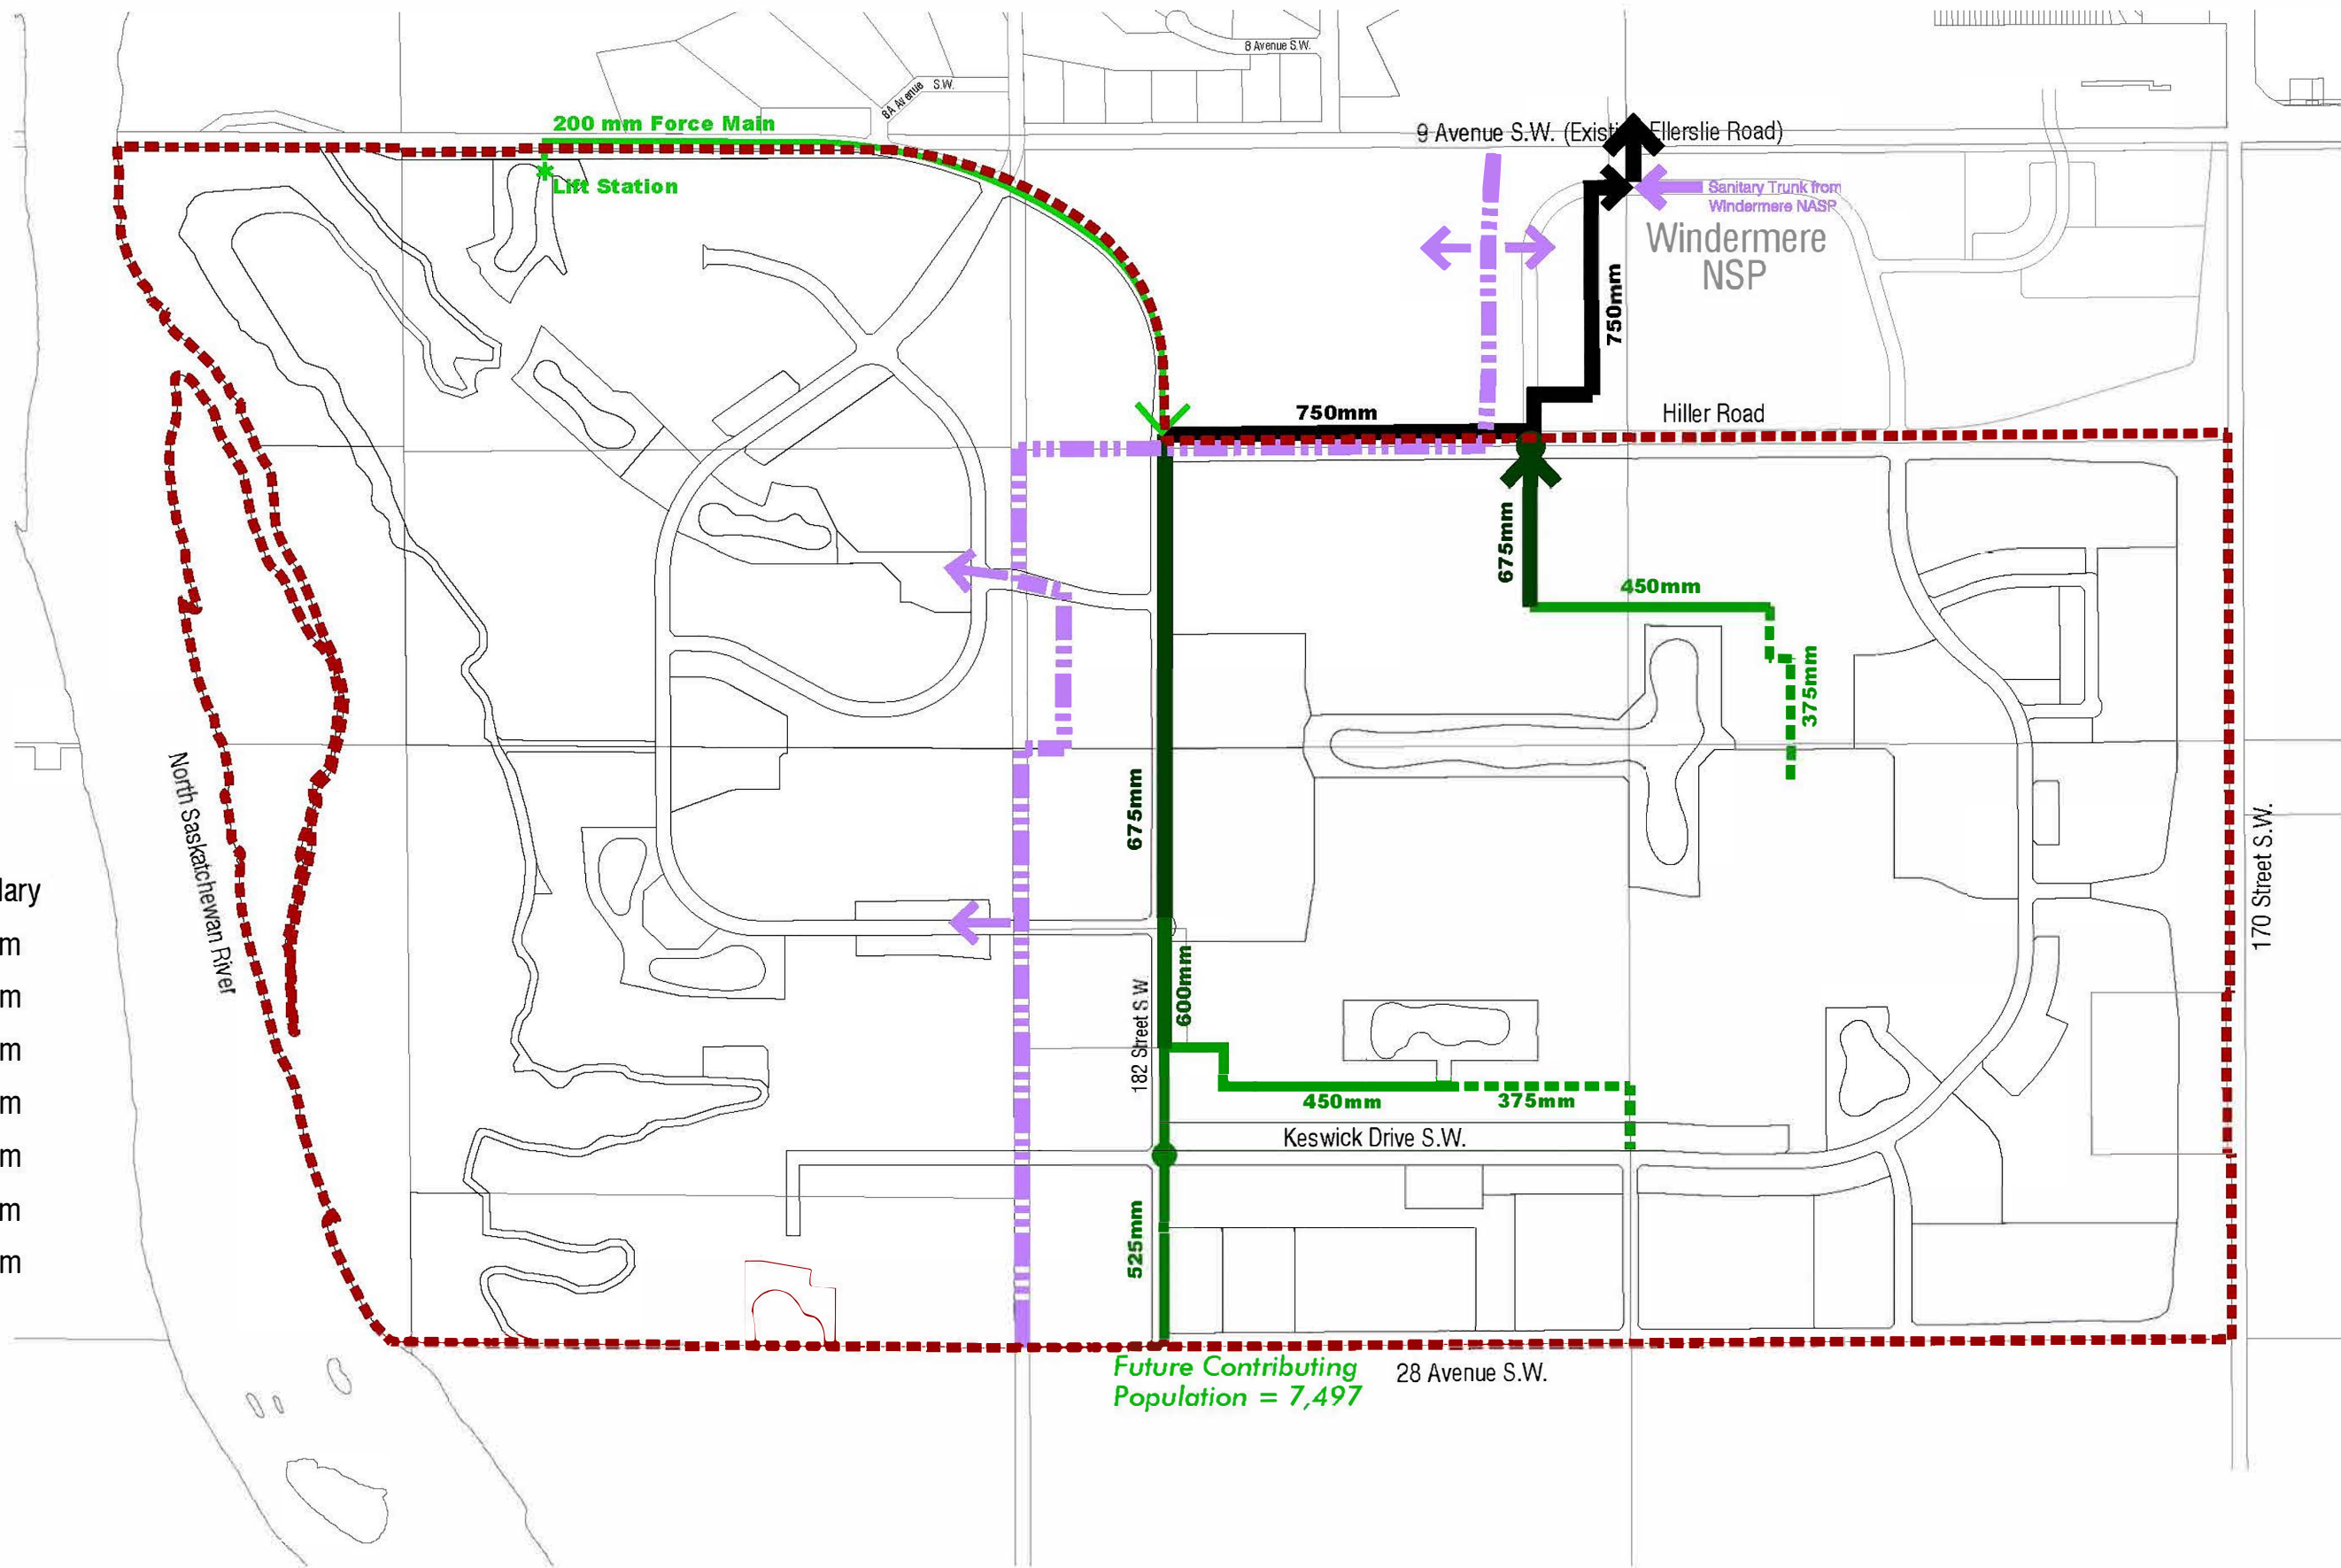 8 Avenue S.W.
8A Avenue S.W.
200 mm Force Main
Lift Station
9 Avenue S.W. (Existi Ellerslie Road)
Sanitary Trunk from
Windermere NASP
Windermere
NSP
750mm
750mm
Hiller Road
675mm
450mm
375mm
675mm
North Saskatchewan River
170 Street S.W.
lary
m
m
m
m
m
m
m
600mm
182 Street S.W.
450mm
375mm
Keswick Drive S.W.
525mm
Future Contributing
Population = 7,497
28 Avenue S.W.